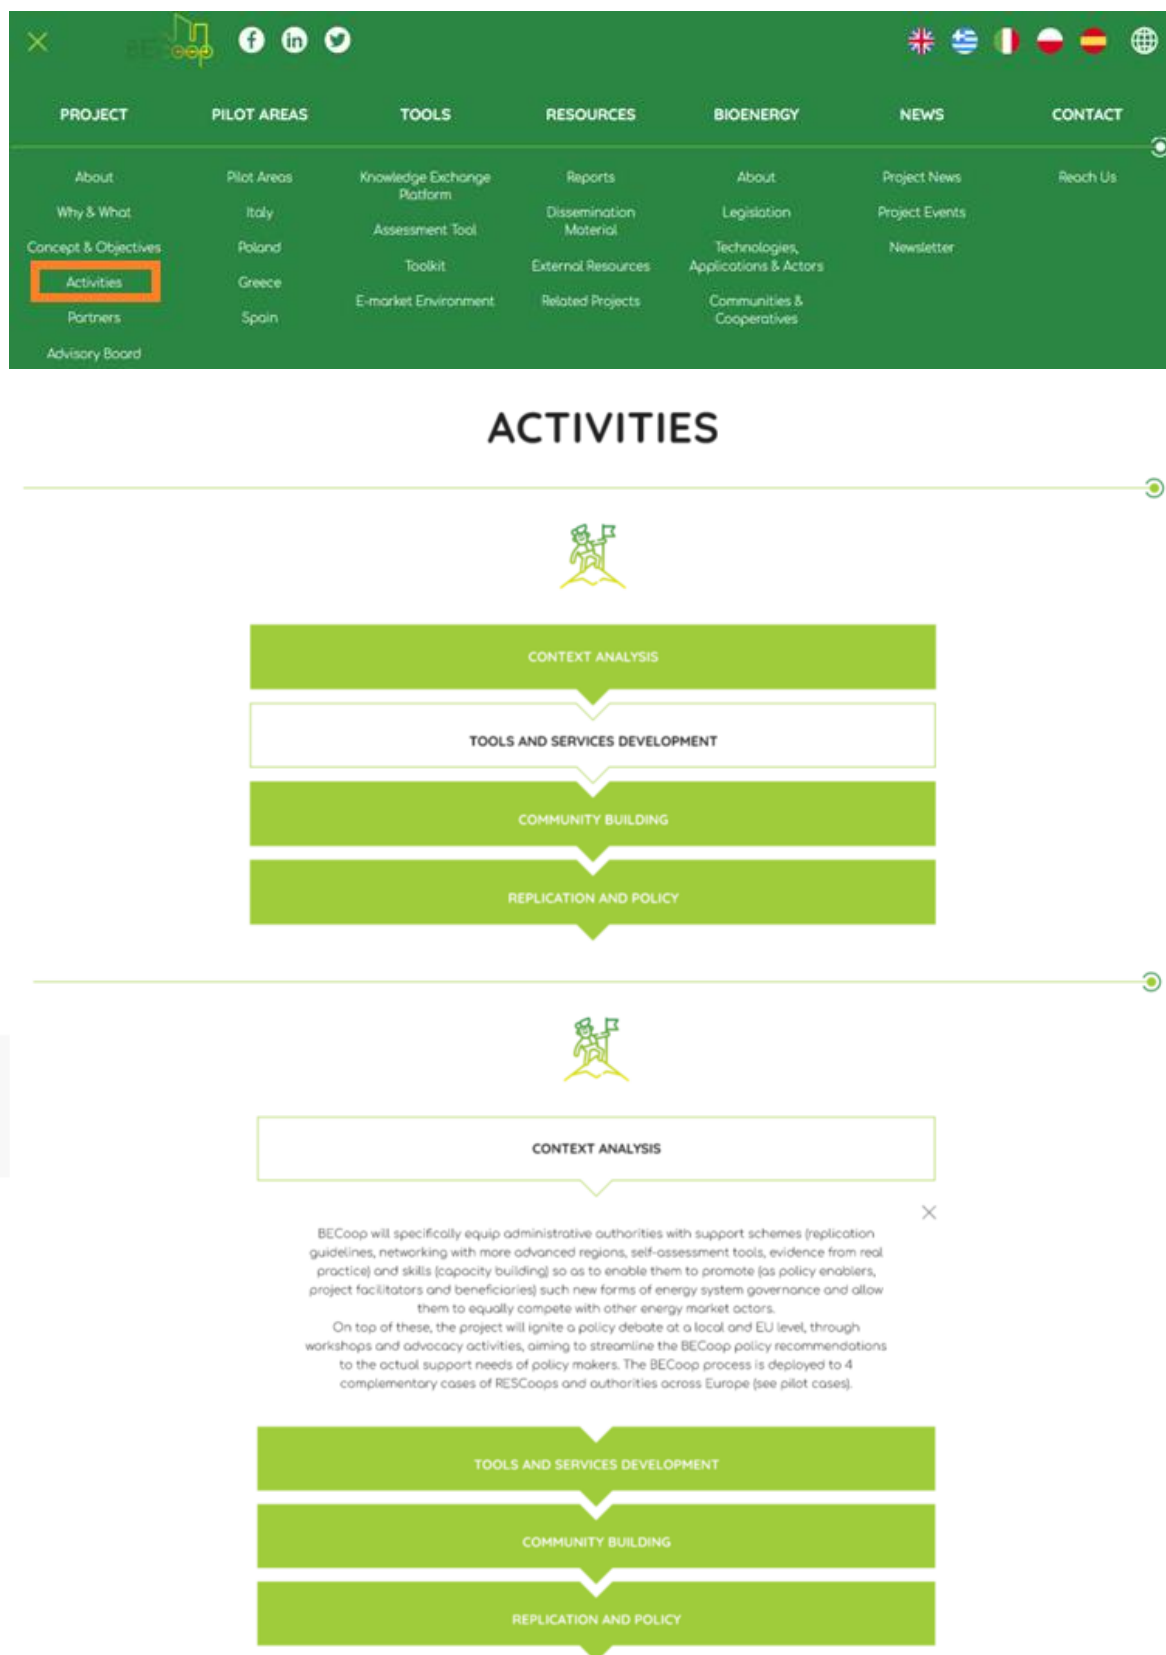 BECoop
PROJECT PILOT AREAS TOOLS RESOURCES BIOENERGY NEWS CONTACT
About
Why & What
Concept & Objectives
Activities
Partners
Advisory Board
Pilot Areas
Italy
Poland
Greece
Spain
Knowledge Exchange
Platform
Assessment Tool
Toolkit
E-market Environment
Reports
Dissemination
Material
External Resources
Related Projects
About
Legislation
Technologies,
Applications & Actors
Communities &
Cooperatives
Project News
Project Events
Newsletter
Reach Us
ACTIVITIES
CONTEXT ANALYSIS
TOOLS AND SERVICES DEVELOPMENT
COMMUNITY BUILDING
REPLICATION AND POLICY
CONTEXT ANALYSIS
BECoop will specifically equip administrative authorities with support schemes (replication
guidelines, networking with more advanced regions, self-assessment tools, evidence from real
practice) and skills (capacity building) so as to enable them to promote (as policy enablers,
project facilitators and beneficiaries) such new forms of energy system governance and allow
them to equally compete with other energy market actors.
On top of these, the project will ignite a policy debate at a local and EU level, through
workshops and advocacy activities, aiming to streamline the BECoop policy recommendations
to the actual support needs of policy makers. The BECoop process is deployed to 4
complementary cases of RESCoops and authorities across Europe (see pilot cases).
TOOLS AND SERVICES DEVELOPMENT
COMMUNITY BUILDING
REPLICATION AND POLICY